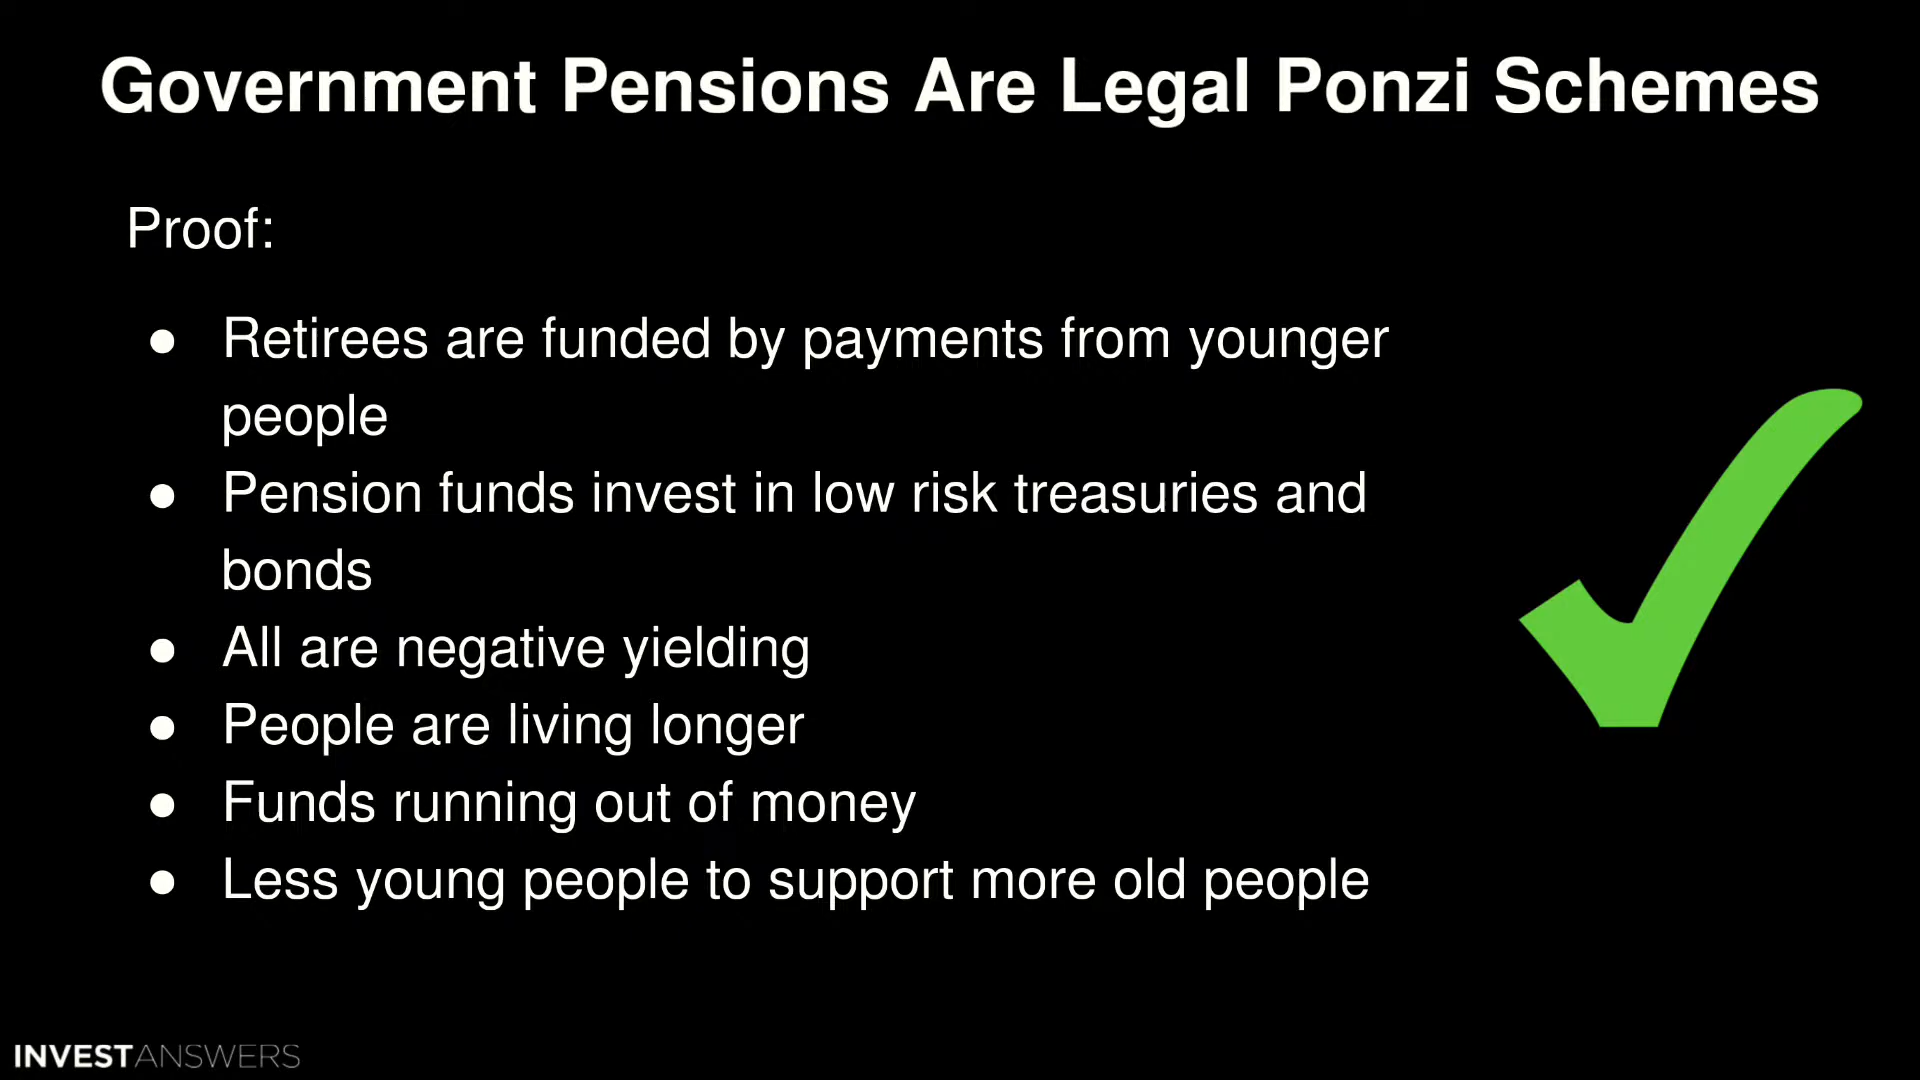 Government Pensions Are Legal Ponzi Schemes
Proof:
● Retirees are funded by payments from younger
people
● Pension funds invest in low risk treasuries and
bonds
● All are negative yielding
● People are living longer
● Funds running out of money
● Less young people to support more old people
INVESTANSWERS